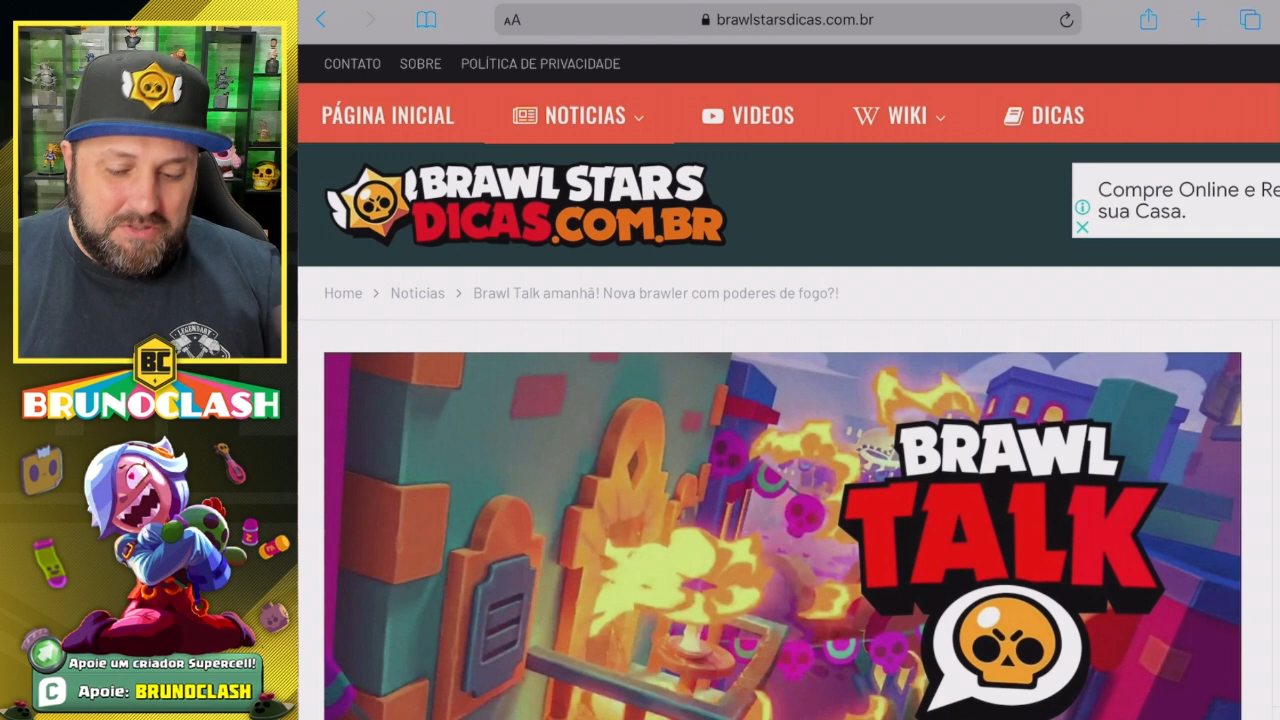 AA
brawlstarsdicas.com.br
CONTATO SOBRE POLÍTICA DE PRIVACIDADE
PÁGINA INICIAL NOTICIAS VIDEOS WIKI DICAS
BRAWL STARS
DICAS.COM.BR
Compre Online e Re
sua Casa.
Home > Noticias > Brawl Talk amanhã! Nova brawler com poderes de fogo?!
BRAWL
TALK
LEGENDARY
BC
BRUNOCLASH
Apoie um criador Supercell!
C Apoie: BRUNOCLASH